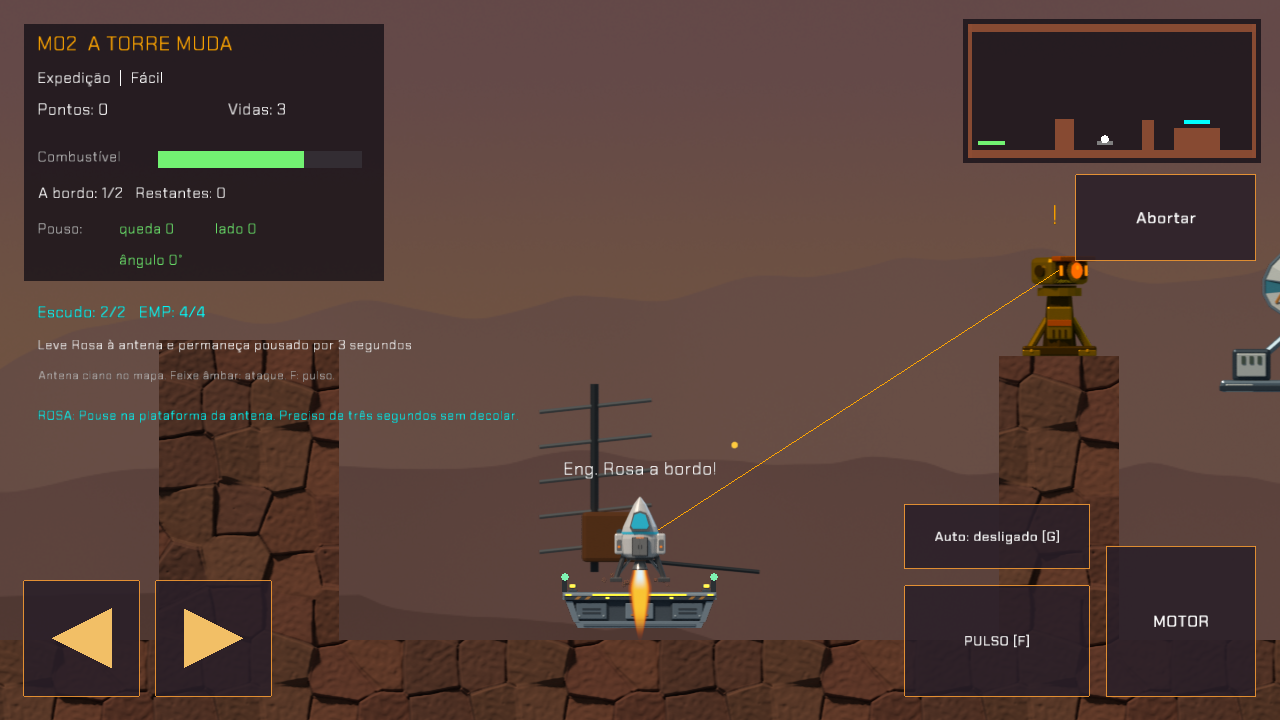 M02 A TORRE MUDA
Expedição | Fácil
Pontos: 0 Vidas: 3
Combustível
A bordo: 1/2 Restantes: 0
Pouso: queda 0 lado 0
ângulo 0°
Escudo: 2/2 EMP: 4/4
Leve Rosa à antena e permaneça pousado por 3 segundos
Antena ciano no mapa. Feixe âmbar: ataque. F: pulso.
ROSA: Pouse na plataforma da antena. Preciso de três segundos sem decolar.
!
Abortar
Eng. Rosa a bordo!
Auto: desligado [G]
PULSO [F]
MOTOR